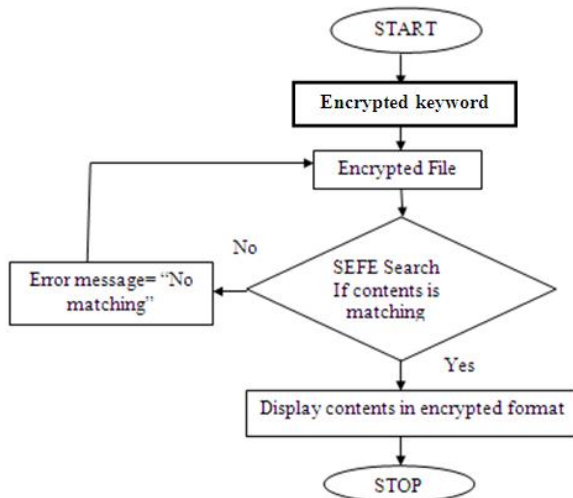 START
Encrypted keyword
Encrypted File
No
SEFE Search
If contents is
matching
Error message= “No
matching”
Yes
Display contents in encrypted format
STOP